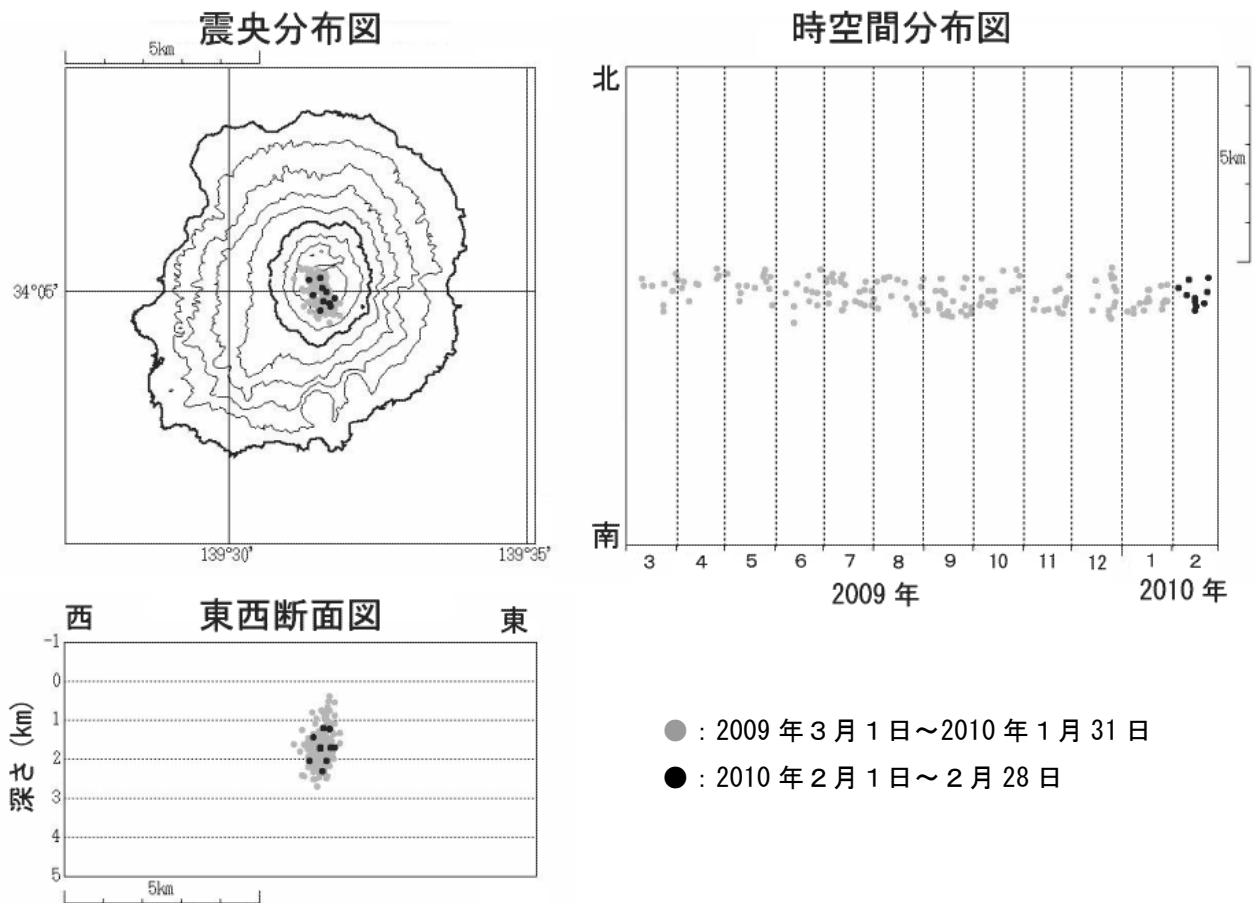 震央分布図
5km
34°05'
139°30'
139°35'
時空間分布図
北
南
5km
3 4 5 6 7 8 9 10 11 12 1 2
2009 年 2010 年
東西断面図
西 東
-1
0
1
2
3
4
5
深さ (km)
5km
● : 2009 年 3 月 1 日～2010 年 1 月 31 日
● : 2010 年 2 月 1 日～ 2 月 28 日